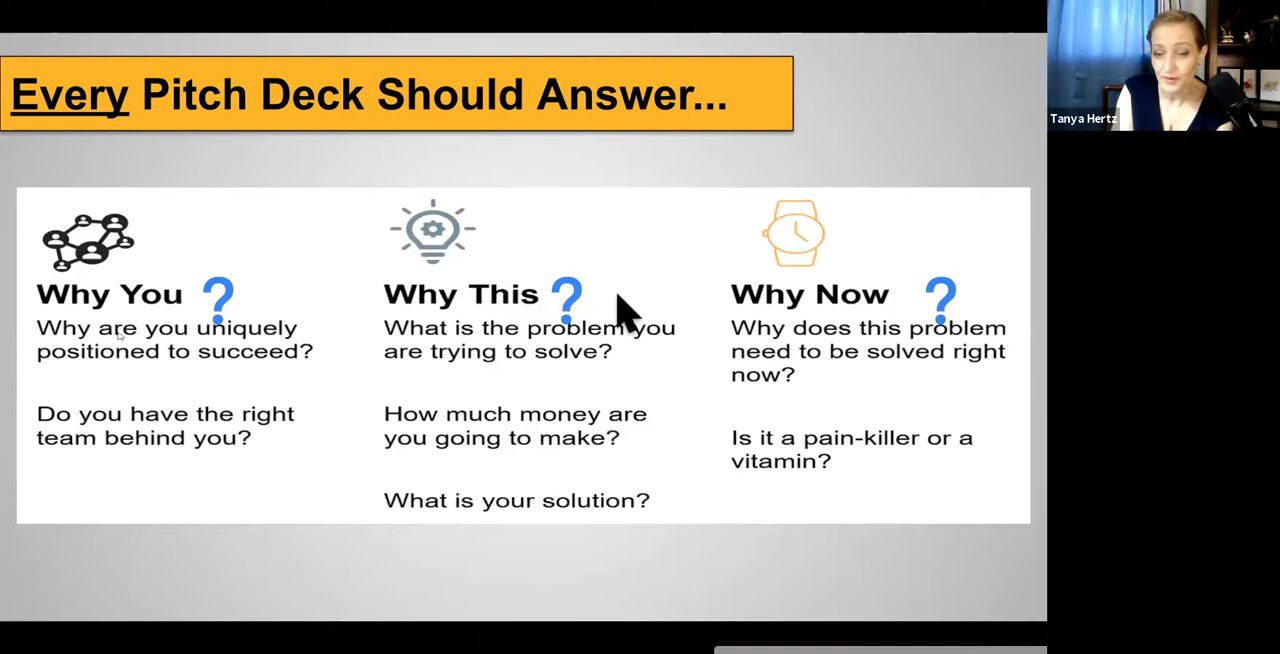 Every Pitch Deck Should Answer...
Tanya Hertz
Why You ?
Why are you uniquely
positioned to succeed?
Do you have the right
team behind you?
Why This ?
What is the problem you
are trying to solve?
How much money are
you going to make?
What is your solution?
Why Now ?
Why does this problem
need to be solved right
now?
Is it a pain-killer or a
vitamin?